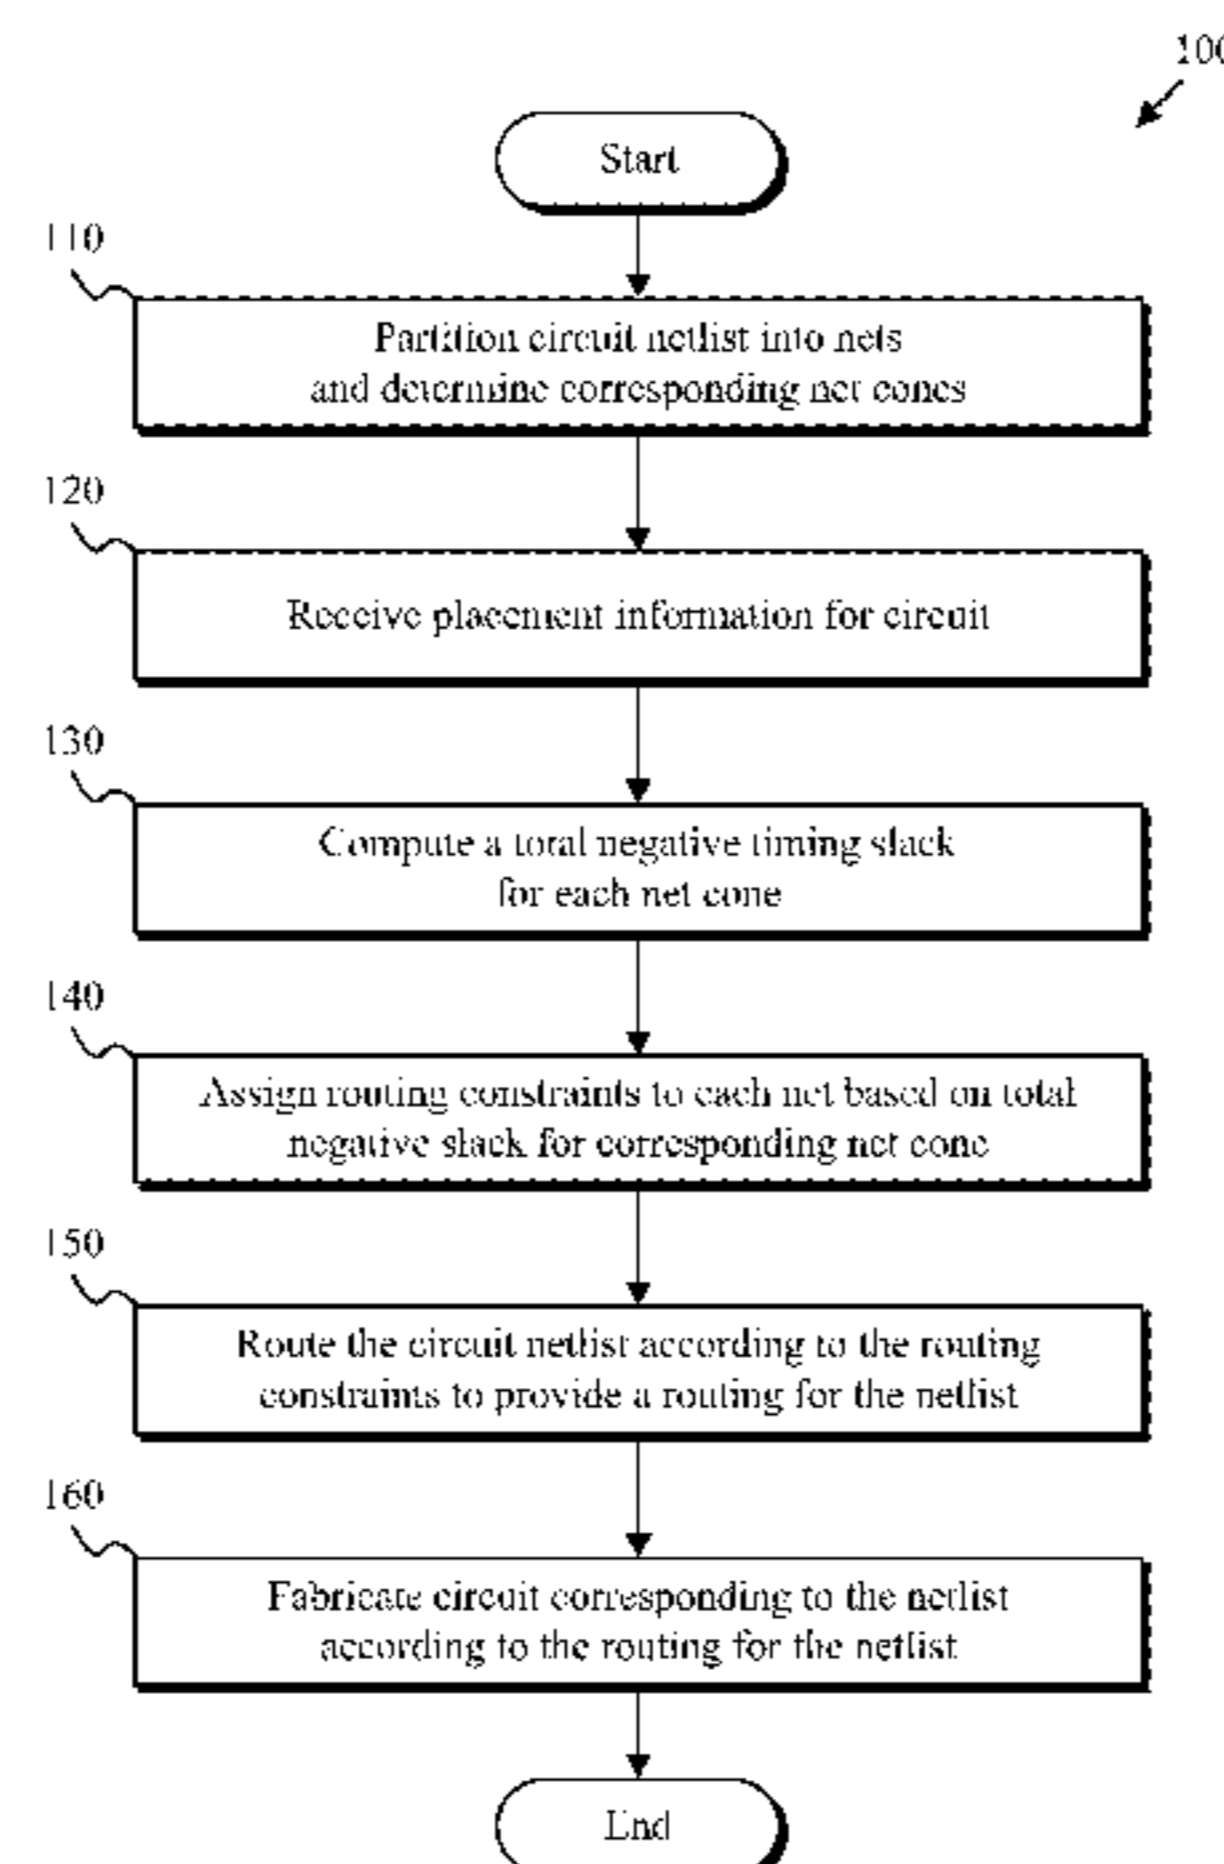 100
Start
110
Partition circuit netlist into nets
and determine corresponding net cones
120
Receive placement information for circuit
130
Compute a total negative timing slack
for each net cone
140
Assign routing constraints to each net based on total
negative slack for corresponding net cone
150
Route the circuit netlist according to the routing
constraints to provide a routing for the netlist
160
Fabricate circuit corresponding to the netlist
according to the routing for the netlist
End